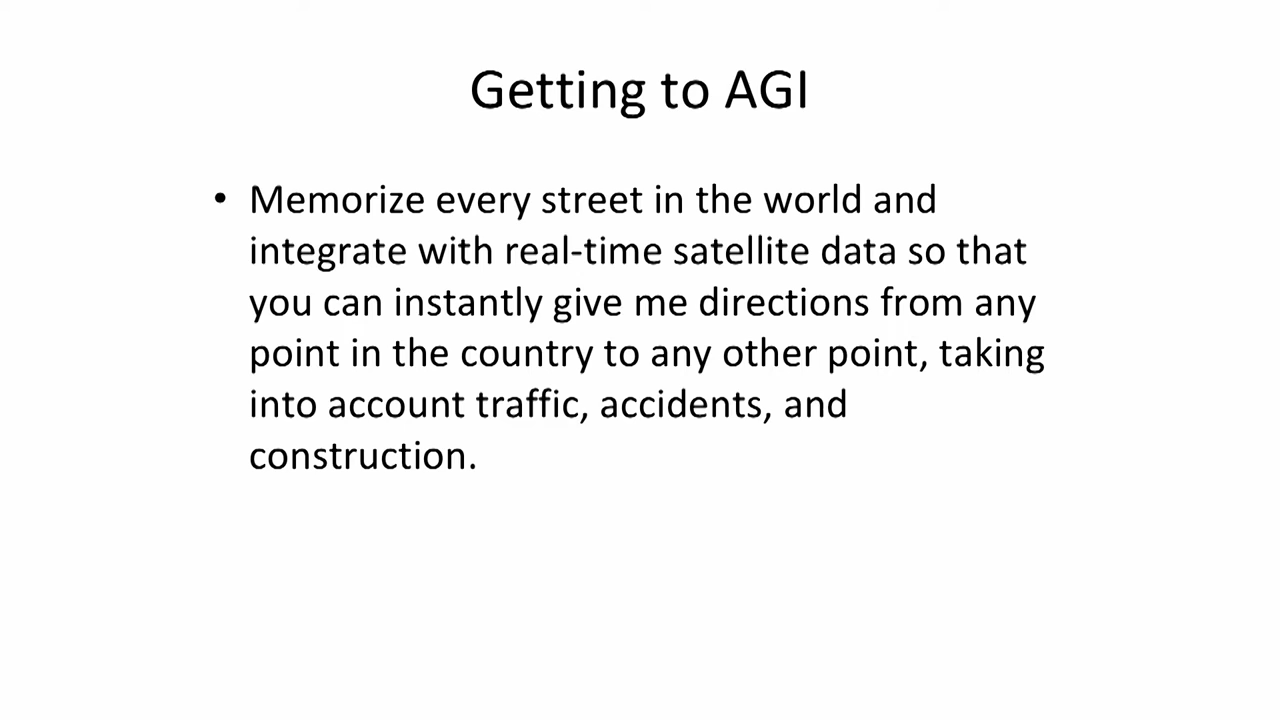 Getting to AGI
• Memorize every street in the world and
integrate with real-time satellite data so that
you can instantly give me directions from any
point in the country to any other point, taking
into account traffic, accidents, and
construction.